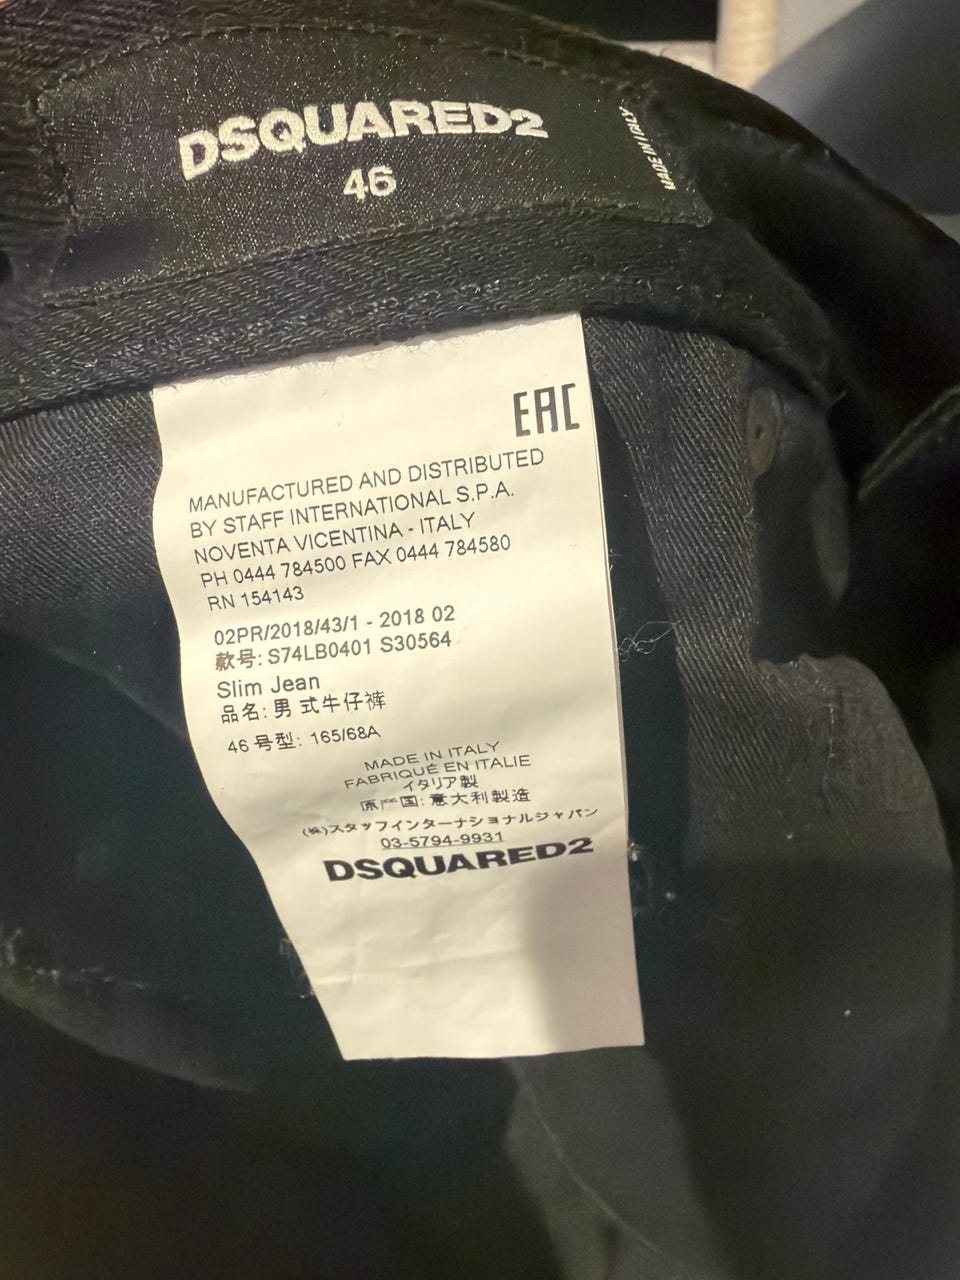 DSQUARED2
46
MADE IN ITALY
EAC
MANUFACTURED AND DISTRIBUTED
BY STAFF INTERNATIONAL S.P.A.
NOVENTA VICENTINA - ITALY
PH 0444 784500 FAX 0444 784580
RN 154143
02PR/2018/43/1 - 2018 02
款号: S74LB0401 S30564
Slim Jean
品名: 男式牛仔裤
46 号型: 165/68A
MADE IN ITALY
FABRIQUÉ EN ITALIE
イタリア製
原产国: 意大利製造
(株)スタッフインターナショナルジャパン
03-5794-9931
DSQUARED2